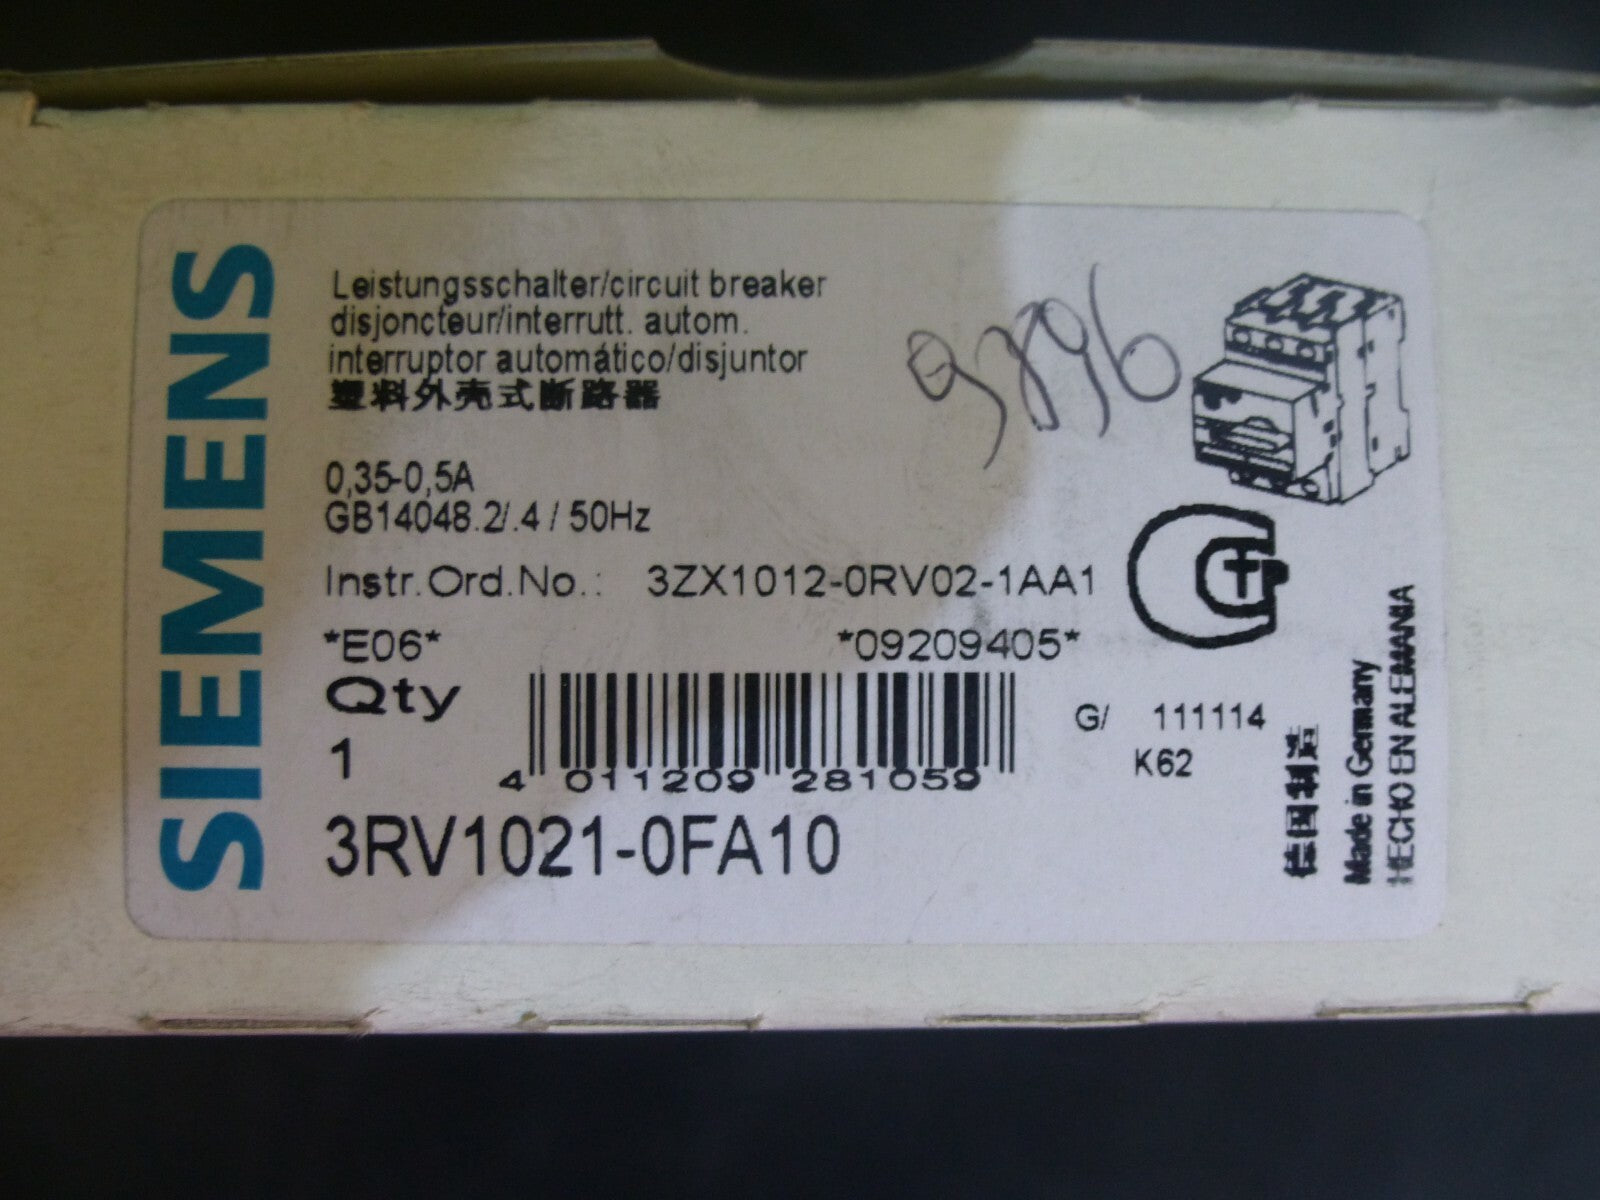 SIEMENS
Leistungsschalter/circuit breaker
disjoncteur/interrutt. autom.
interruptor automático/disjuntor
塑料外壳式断路器
9796
0,35-0,5A
GB14048.2/.4 / 50Hz
Instr.Ord.No.: 3ZX1012-0RV02-1AA1
*E06* *09209405*
Qty
1
4 011209 281059
G/ 111114
K62
3RV1021-0FA10
德国制造
Made in Germany
HECHO EN ALEMANIA